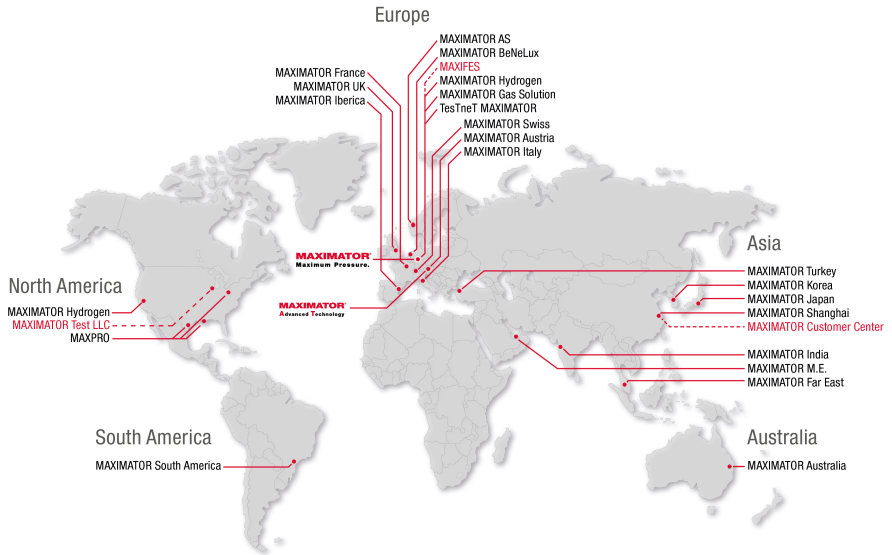 Europe
MAXIMATOR AS
MAXIMATOR BeNeLux
MAXIFES
MAXIMATOR Hydrogen
MAXIMATOR Gas Solution
TesTneT MAXIMATOR
MAXIMATOR France
MAXIMATOR UK
MAXIMATOR Iberica
MAXIMATOR Swiss
MAXIMATOR Austria
MAXIMATOR Italy
MAXIMATOR®
Maximum Pressure.
MAXIMATOR®
Advanced Technology
North America
MAXIMATOR Hydrogen
MAXIMATOR Test LLC
MAXPRO
South America
MAXIMATOR South America
Asia
MAXIMATOR Turkey
MAXIMATOR Korea
MAXIMATOR Japan
MAXIMATOR Shanghai
MAXIMATOR Customer Center
MAXIMATOR India
MAXIMATOR M.E.
MAXIMATOR Far East
Australia
MAXIMATOR Australia